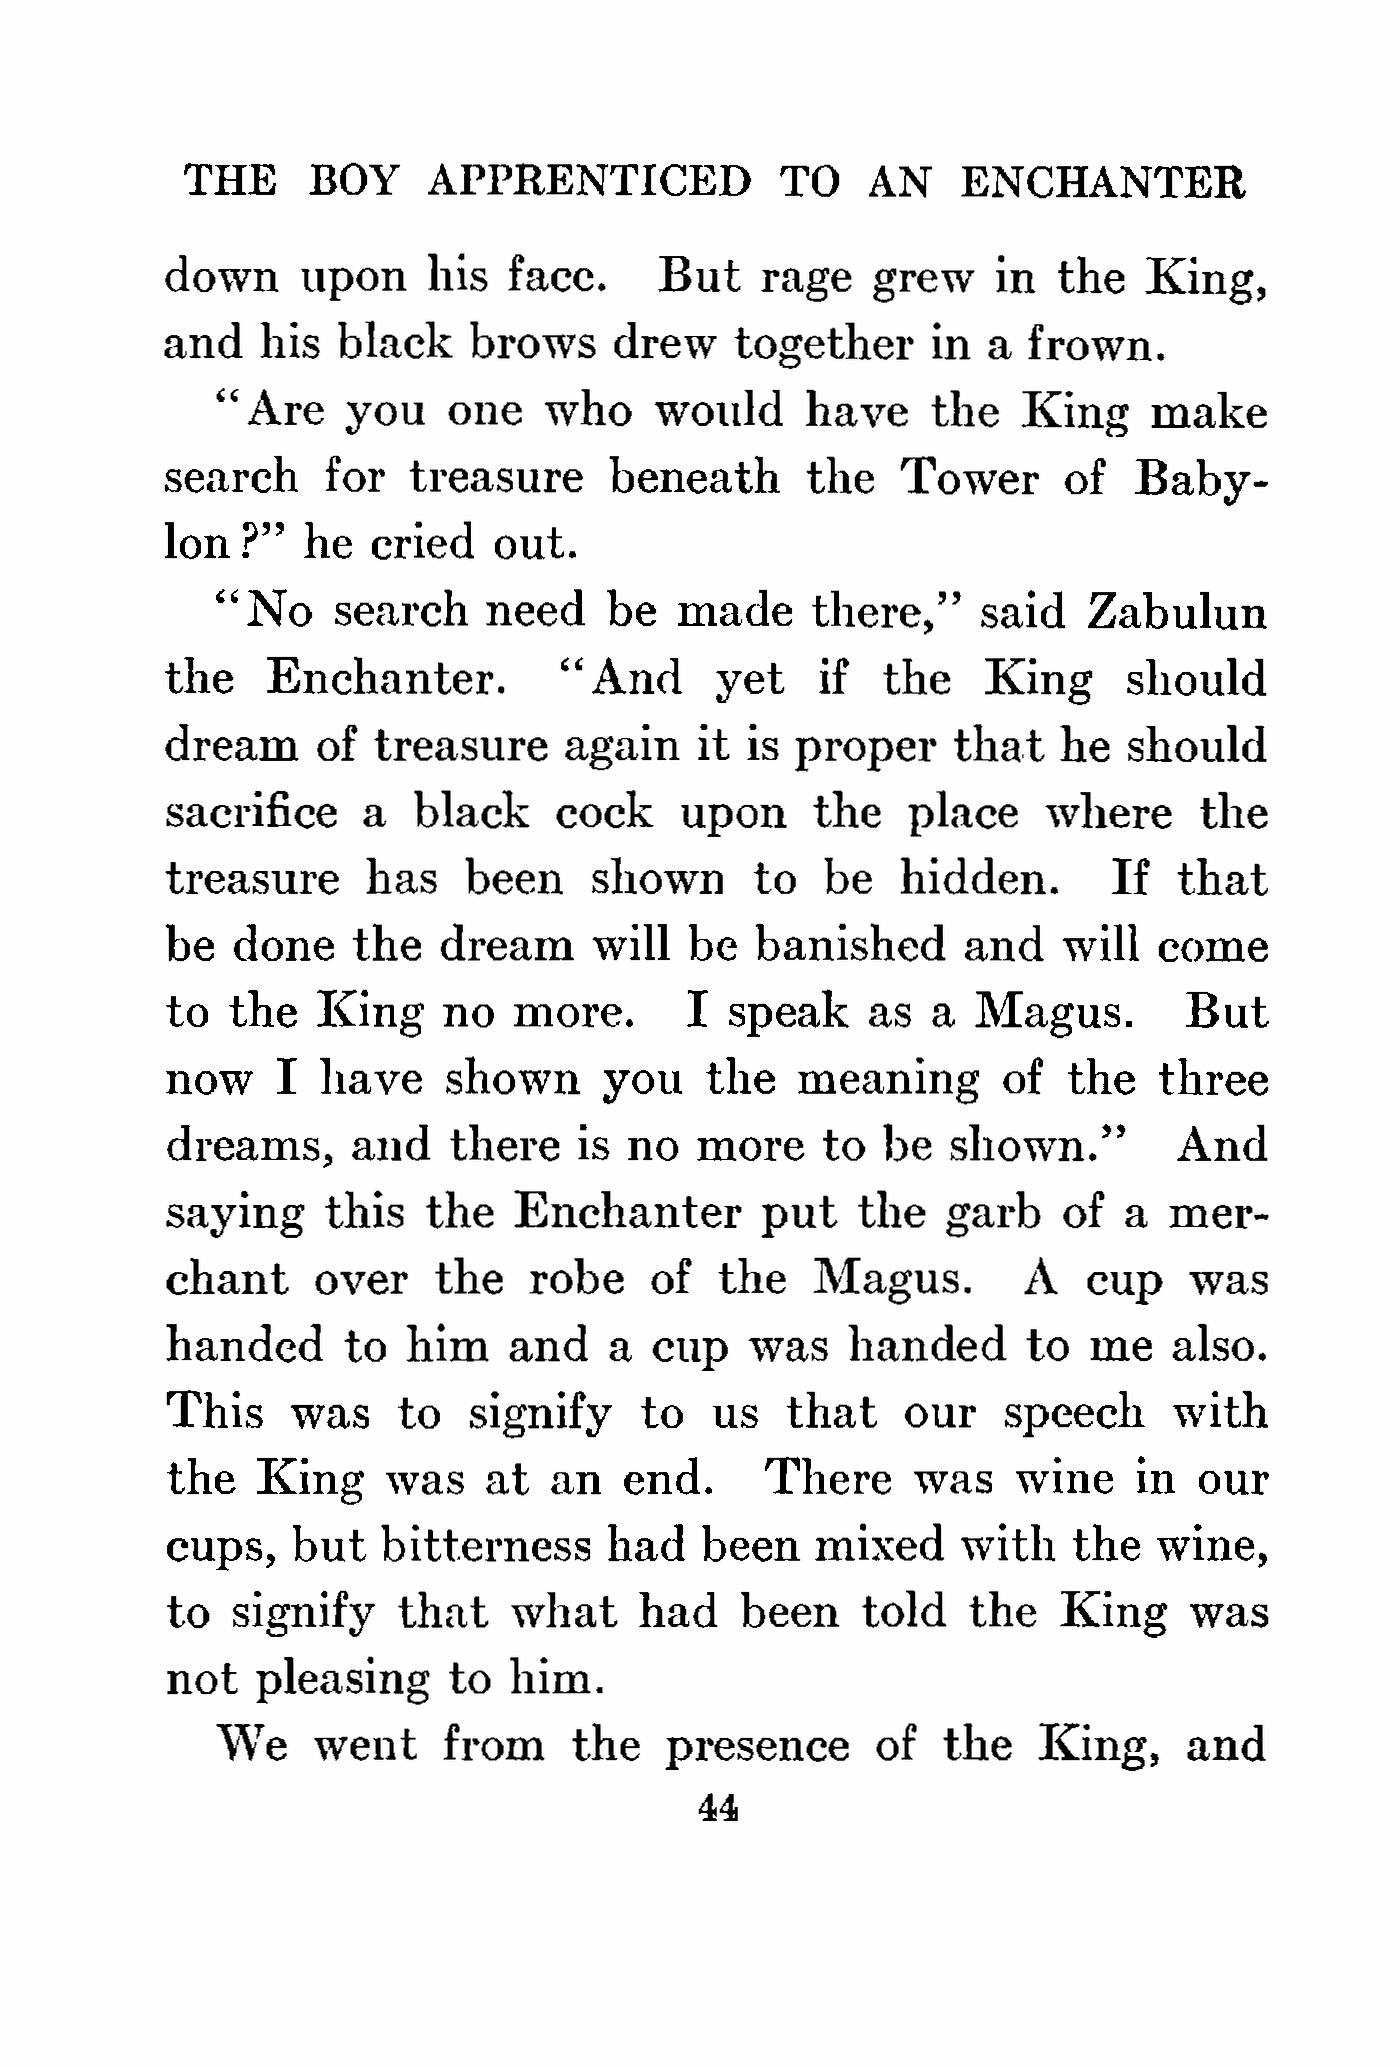 THE BOY APPRENTICED TO AN ENCHANTER
down upon his face. But rage grew in the King,
and his black brows drew together in a frown.
“Are you one who would have the King make
search for treasure beneath the Tower of Baby-
lon?” he cried out.
“No search need be made there,” said Zabulun
the Enchanter. “And yet if the King should
dream of treasure again it is proper that he should
sacrifice a black cock upon the place where the
treasure has been shown to be hidden. If that
be done the dream will be banished and will come
to the King no more. I speak as a Magus. But
now I have shown you the meaning of the three
dreams, and there is no more to be shown.” And
saying this the Enchanter put the garb of a mer-
chant over the robe of the Magus. A cup was
handed to him and a cup was handed to me also.
This was to signify to us that our speech with
the King was at an end. There was wine in our
cups, but bitterness had been mixed with the wine,
to signify that what had been told the King was
not pleasing to him.
We went from the presence of the King, and
44